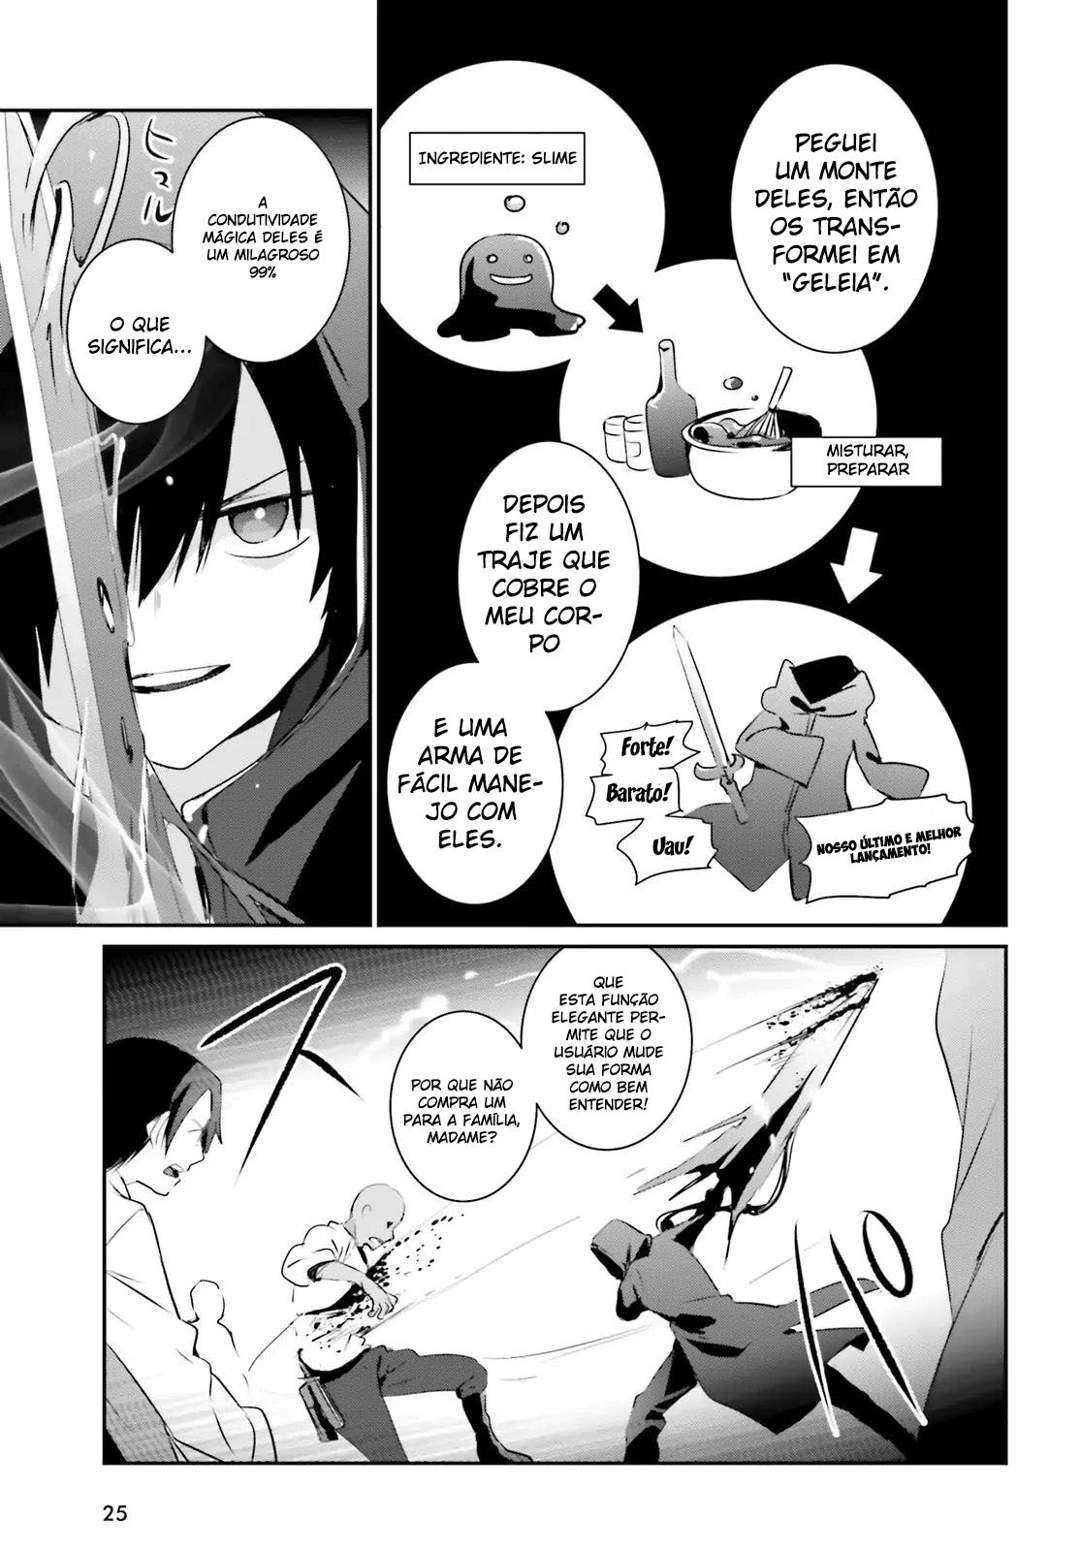 PEGUEI
UM MONTE
DELES, ENTÃO
OS TRANS-
FORMEI EM
"GELEIA".
INGREDIENTE: SLIME
MISTURAR,
PREPARAR
DEPOIS
FIZ UM
TRAJE QUE
COBRE O
MEU COR-
PO
E UMA
ARMA DE
FÁCIL MANE-
JO COM
ELES.
Forte!
Barato!
Uau!
NOSSO ÚLTIMO E MELHOR
LANÇAMENTO!
A
CONDUTIVIDADE
MÁGICA DELES É
UM MILAGROSO
99%
O QUE
SIGNIFICA...
QUE
ESTA FUNÇÃO
ELEGANTE PER-
MITE QUE O
USUÁRIO MUDE
SUA FORMA
COMO BEM
ENTENDER!
POR QUE NÃO
COMPRA UM
PARA A FAMÍLIA,
MADAME?
25